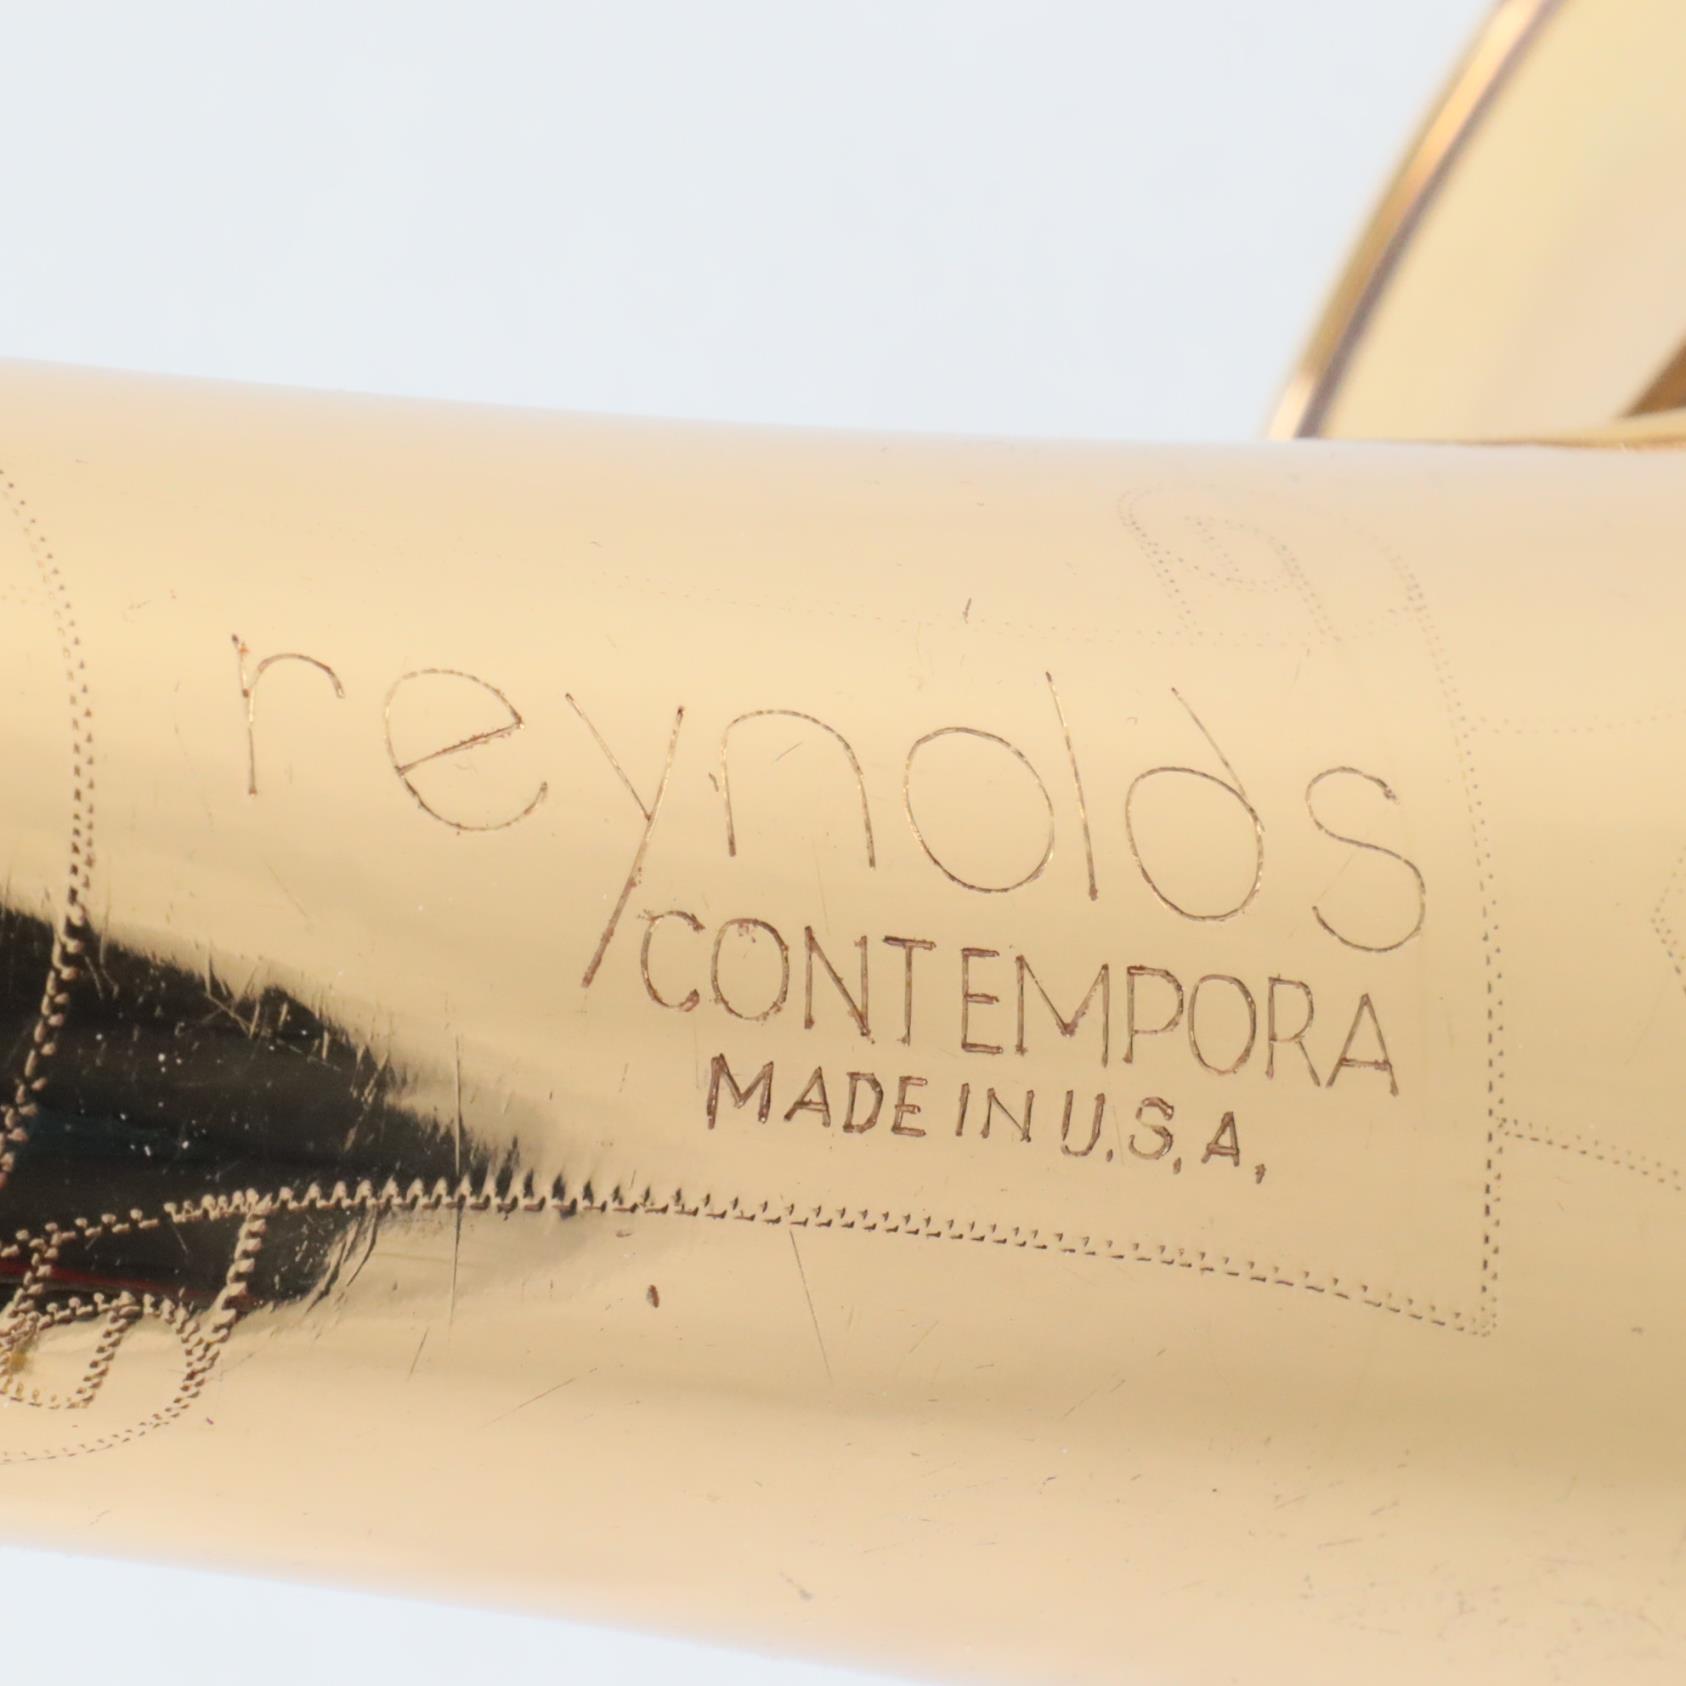 reynolds
CONTEMPORA
MADE IN U.S.A.